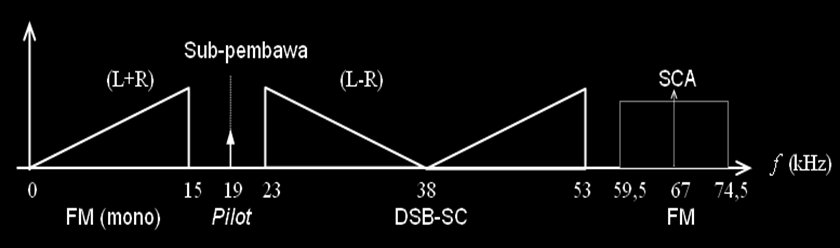 Sub-pembawa
(L+R) (L-R) SCA
f (kHz)
0 15 19 23 38 53 59,5 67 74,5
FM (mono) Pilot DSB-SC FM